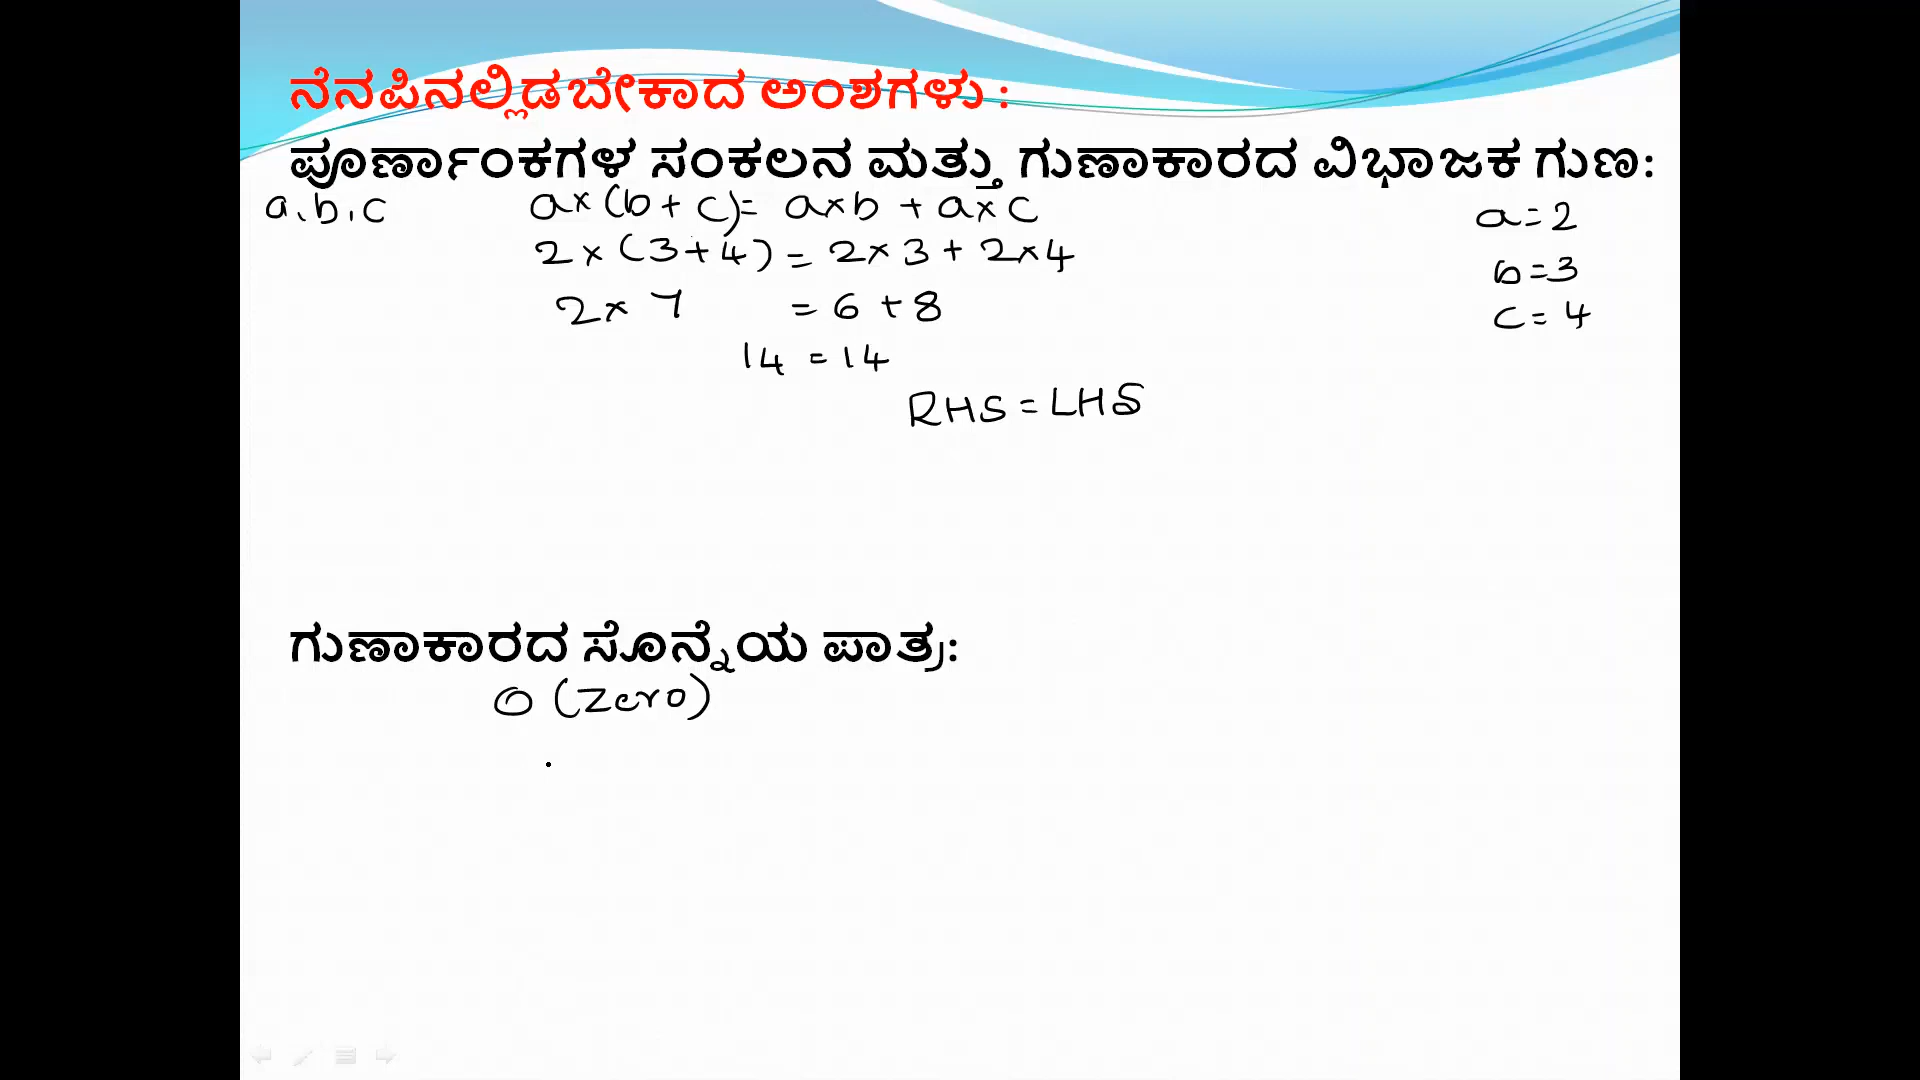 ನೆನಪಿನಲ್ಲಿಡಬೇಕಾದ ಅಂಶಗಳು :
ಪೂರ್ಣಾಂಕಗಳ ಸಂಕಲನ ಮತ್ತು ಗುಣಾಕಾರದ ವಿಭಾಜಕ ಗುಣ:
a, b, c a×(b+c)= a×b + a×c a=2
2×(3+4) = 2×3 + 2×4
b=3
2×7 = 6+8 c=4
14 = 14
RHS = LHS
ಗುಣಾಕಾರದ ಸೊನ್ನೆಯ ಪಾತ್ರ:
0 (Zero)